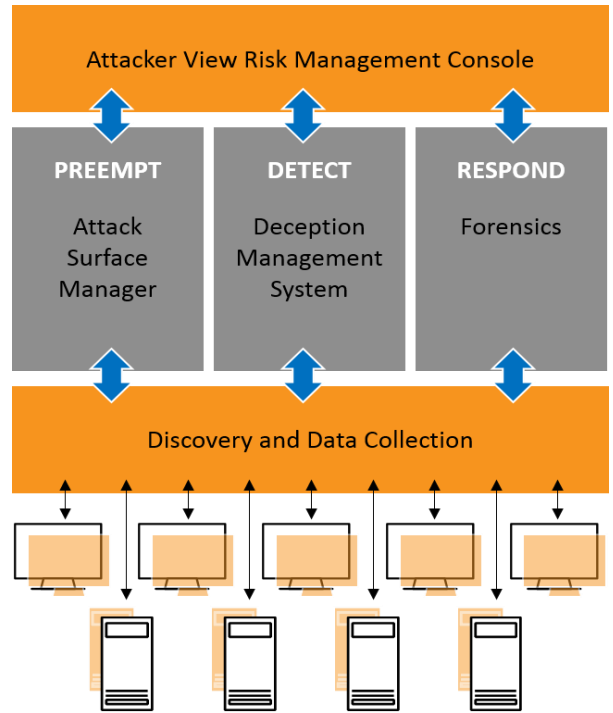 Attacker View Risk Management Console
PREEMPT
Attack
Surface
Manager
DETECT
Deception
Management
System
RESPOND
Forensics
Discovery and Data Collection